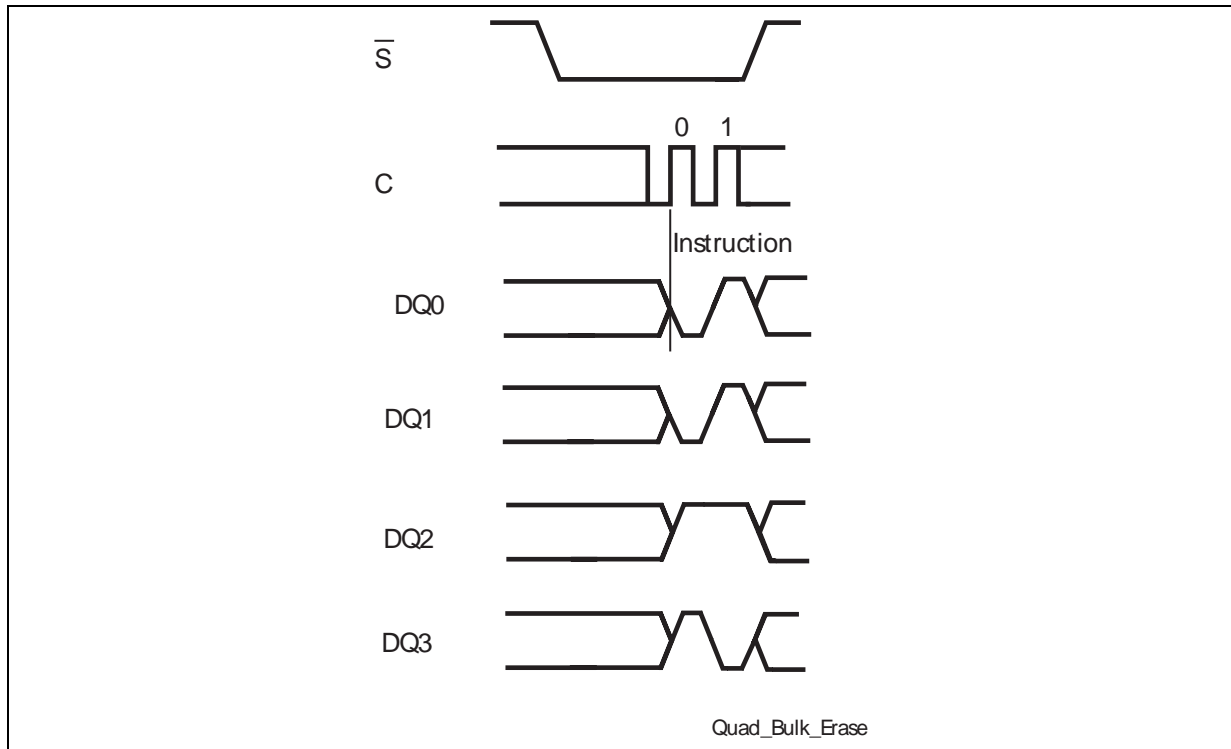 S
0 1
C
Instruction
DQ0
DQ1
DQ2
DQ3
Quad_Bulk_Erase